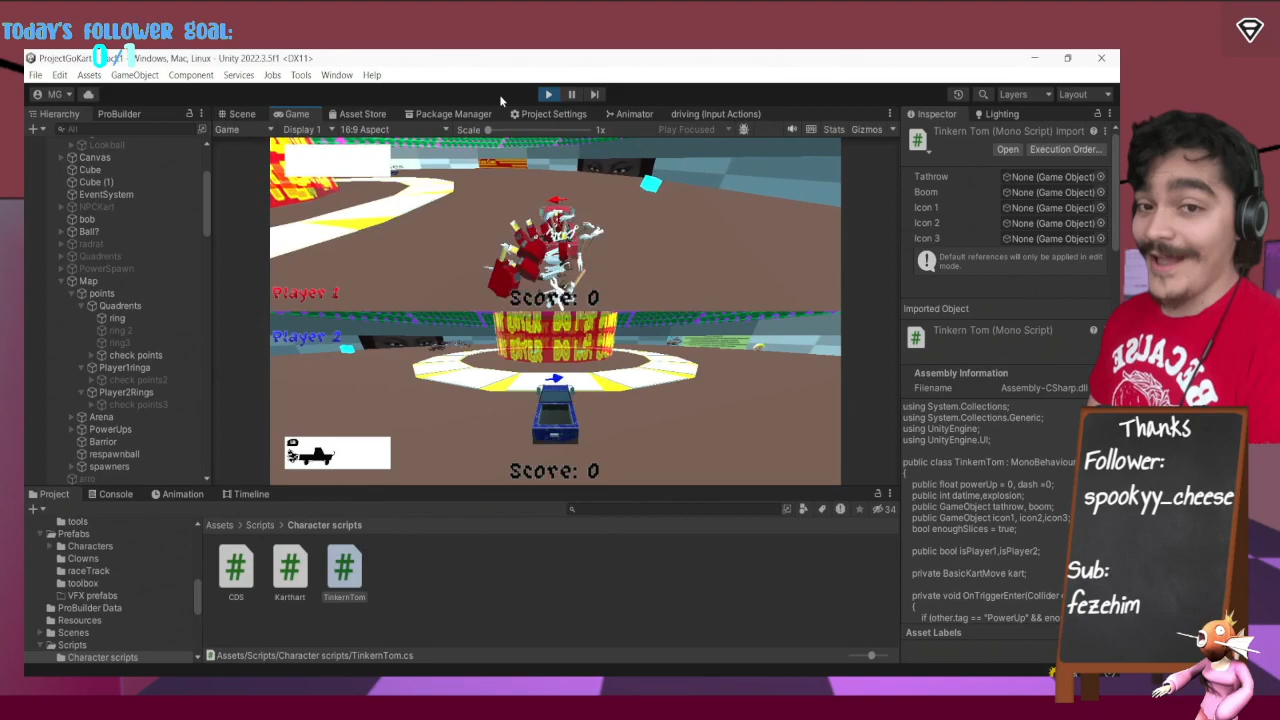 Today's follower goal:
0/1
ProjectGoKart
Windows, Mac, Linux - Unity 2022.3.5f1 <DX11>
File Edit Assets GameObject Component Services Jobs Tools Window Help
MG
Layers
Layout
Hierarchy
ProBuilder
Scene
Game
Asset Store
Package Manager
Project Settings
Animator
driving (Input Actions)
Inspector
Lighting
All
Game
Display 1
16:9 Aspect
Scale
1x
Play Focused
Stats
Gizmos
Lookball
Canvas
Cube
Cube (1)
EventSystem
NPCKart
bob
Ball?
radrat
Quadrents
PowerSpawn
Map
points
Quadrents
ring
ring 2
ring3
check points
Player1ringa
check points2
Player2Rings
check points3
Arena
PowerUps
Barrior
respawnball
spawners
arro
Player 1
Score: 0
Player 2
Score: 0
Tinkern Tom (Mono Script) Import
Open
Execution Order...
Tathrow None (Game Object)
Boom None (Game Object)
Icon 1 None (Game Object)
Icon 2 None (Game Object)
Icon 3 None (Game Object)
Default references will only be applied in edit
mode.
Imported Object
Tinkern Tom (Mono Script)
Assembly Information
Filename Assembly-CSharp.dll
using System.Collections;
using System.Collections.Generic;
using UnityEngine;
using UnityEngine.UI;
public class TinkernTom : MonoBehaviour
{
public float powerUp = 0, dash =0;
public int datime,explosion;
public GameObject tathrow, boom;
public GameObject icon1, icon2,icon3;
bool enoughSlices = true;
public bool isPlayer1,isPlayer2;
private BasicKartMove kart;
private void OnTriggerEnter(Collider
{
if (other.tag == "PowerUp" && eno
Asset Labels
Project
Console
Animation
Timeline
34
tools
Prefabs
Characters
Clowns
raceTrack
toolbox
VFX prefabs
ProBuilder Data
Resources
Scenes
Scripts
Character scripts
Assets > Scripts > Character scripts
CDS
Karthart
TinkernTom
Assets/Scripts/Character scripts/TinkernTom.cs
BECAUSE
Thanks
Follower:
spookyy_cheese
Sub:
fezehim